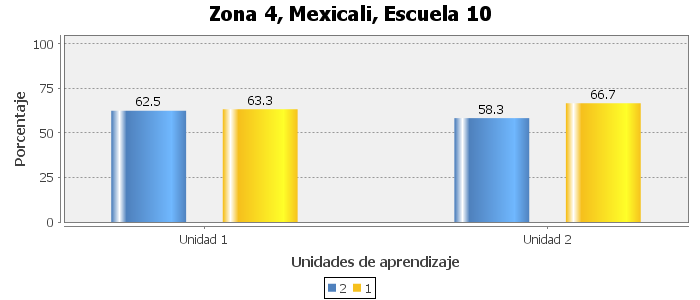 Zona 4, Mexicali, Escuela 10
Porcentaje
100
75
50
25
0
62.5
63.3
58.3
66.7
Unidad 1
Unidad 2
Unidades de aprendizaje
2 1